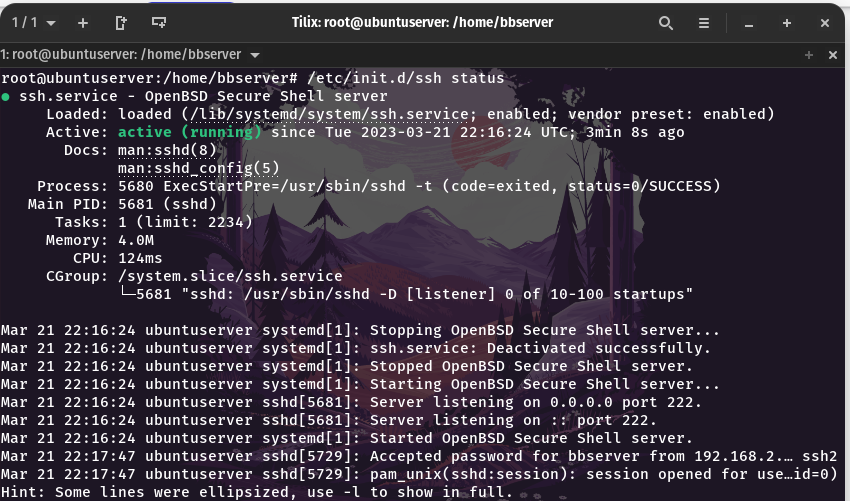 1 / 1
Tilix: root@ubuntuserver: /home/bbserver
1: root@ubuntuserver: /home/bbserver
root@ubuntuserver:/home/bbserver# /etc/init.d/ssh status
● ssh.service - OpenBSD Secure Shell server
     Loaded: loaded (/lib/systemd/system/ssh.service; enabled; vendor preset: enabled)
     Active: active (running) since Tue 2023-03-21 22:16:24 UTC; 3min 8s ago
       Docs: man:sshd(8)
             man:sshd_config(5)
    Process: 5680 ExecStartPre=/usr/sbin/sshd -t (code=exited, status=0/SUCCESS)
   Main PID: 5681 (sshd)
      Tasks: 1 (limit: 2234)
     Memory: 4.0M
        CPU: 124ms
     CGroup: /system.slice/ssh.service
             └─5681 "sshd: /usr/sbin/sshd -D [listener] 0 of 10-100 startups"
Mar 21 22:16:24 ubuntuserver systemd[1]: Stopping OpenBSD Secure Shell server...
Mar 21 22:16:24 ubuntuserver systemd[1]: ssh.service: Deactivated successfully.
Mar 21 22:16:24 ubuntuserver systemd[1]: Stopped OpenBSD Secure Shell server.
Mar 21 22:16:24 ubuntuserver systemd[1]: Starting OpenBSD Secure Shell server...
Mar 21 22:16:24 ubuntuserver sshd[5681]: Server listening on 0.0.0.0 port 222.
Mar 21 22:16:24 ubuntuserver sshd[5681]: Server listening on :: port 222.
Mar 21 22:16:24 ubuntuserver systemd[1]: Started OpenBSD Secure Shell server.
Mar 21 22:17:47 ubuntuserver sshd[5729]: Accepted password for bbserver from 192.168.2.… ssh2
Mar 21 22:17:47 ubuntuserver sshd[5729]: pam_unix(sshd:session): session opened for use…id=0)
Hint: Some lines were ellipsized, use -l to show in full.